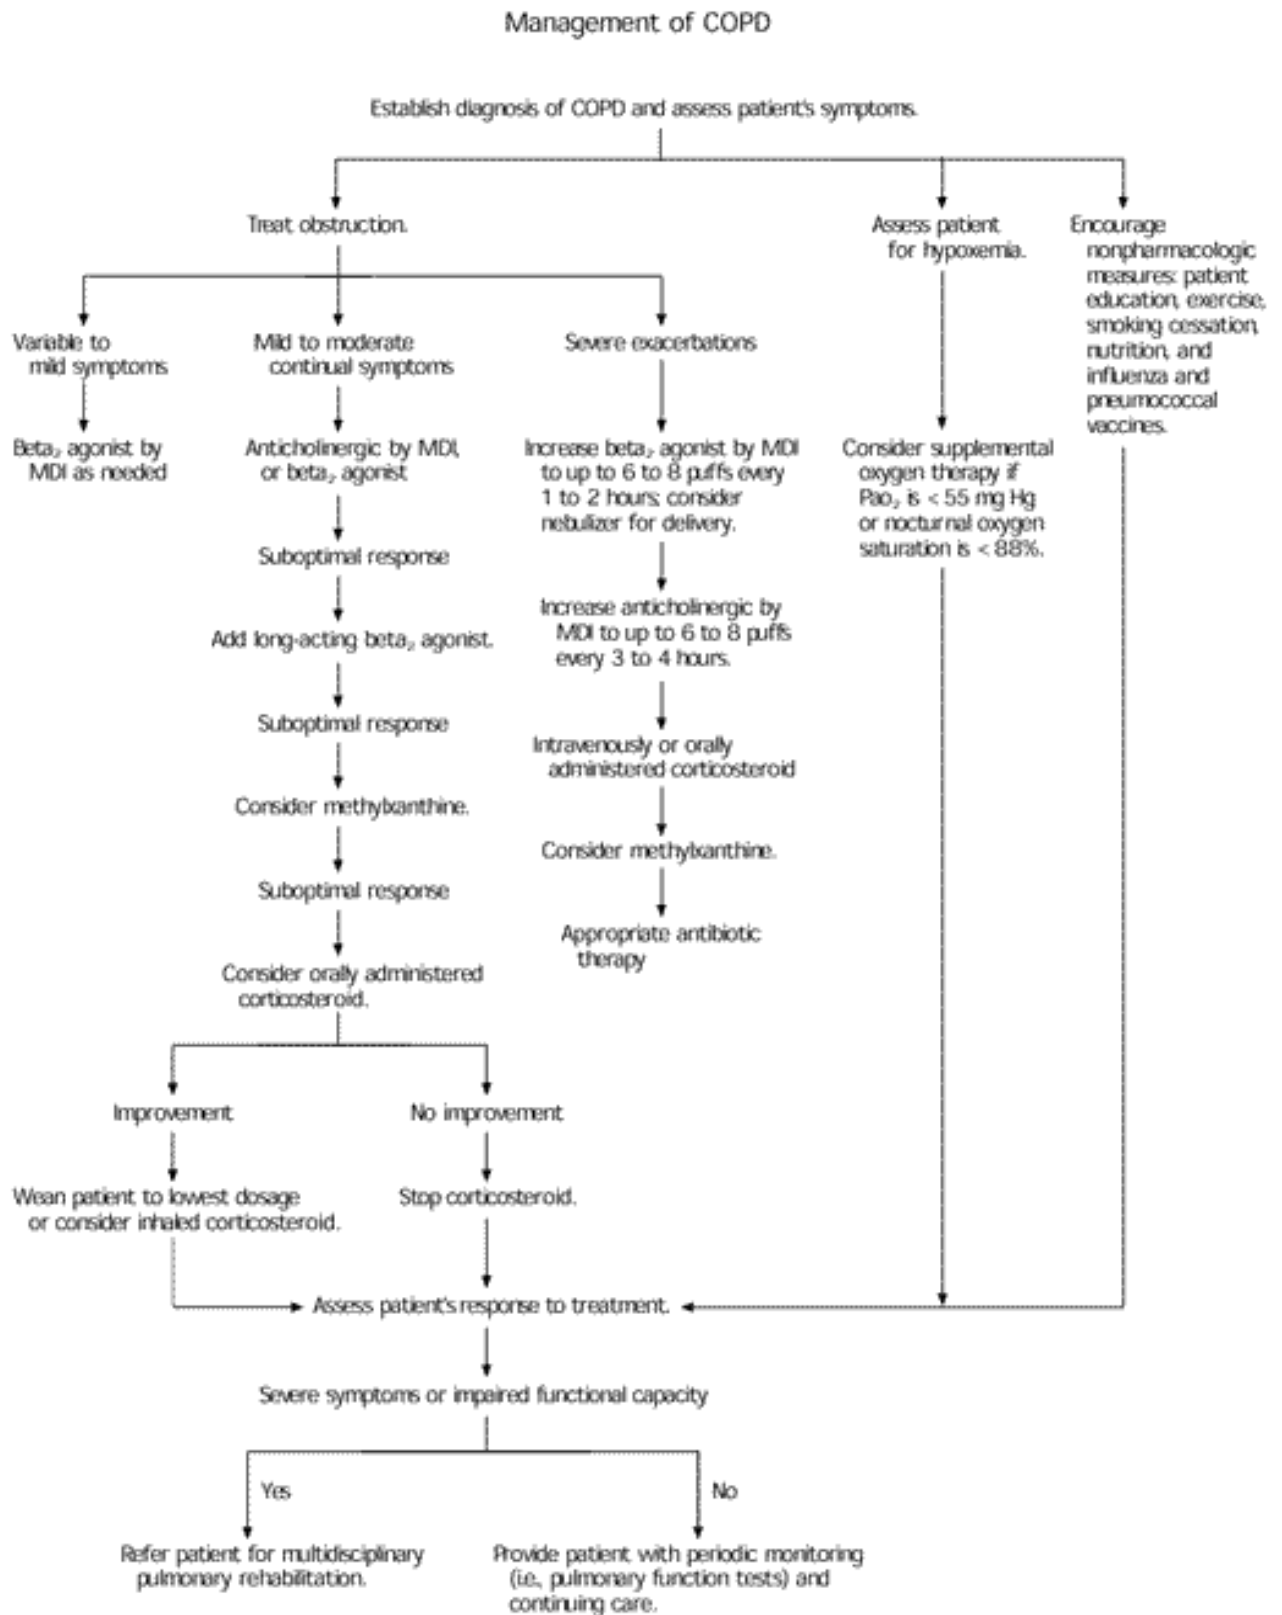 Management of COPD
Establish diagnosis of COPD and assess patient's symptoms.
Treat obstruction.
Assess patient
for hypoxemia.
Encourage
nonpharmacologic
measures: patient
education, exercise,
smoking cessation,
nutrition, and
influenza and
pneumococcal
vaccines.
Variable to
mild symptoms
Mild to moderate
continual symptoms
Severe exacerbations
Beta₂ agonist by
MDI as needed
Anticholinergic by MDI,
or beta₂ agonist
Increase beta₂ agonist by MDI
to up to 6 to 8 puffs every
1 to 2 hours; consider
nebulizer for delivery.
Consider supplemental
oxygen therapy if
Pao₂ is < 55 mg Hg
or nocturnal oxygen
saturation is < 88%.
Suboptimal response
Increase anticholinergic by
MDI to up to 6 to 8 puffs
every 3 to 4 hours.
Add long-acting beta₂ agonist.
Suboptimal response
Intravenously or orally
administered corticosteroid
Consider methylxanthine.
Consider methylxanthine.
Suboptimal response
Appropriate antibiotic
therapy
Consider orally administered
corticosteroid.
Improvement
No improvement
Wean patient to lowest dosage
or consider inhaled corticosteroid.
Stop corticosteroid.
Assess patient's response to treatment.
Severe symptoms or impaired functional capacity
Yes
No
Refer patient for multidisciplinary
pulmonary rehabilitation.
Provide patient with periodic monitoring
(i.e., pulmonary function tests) and
continuing care.